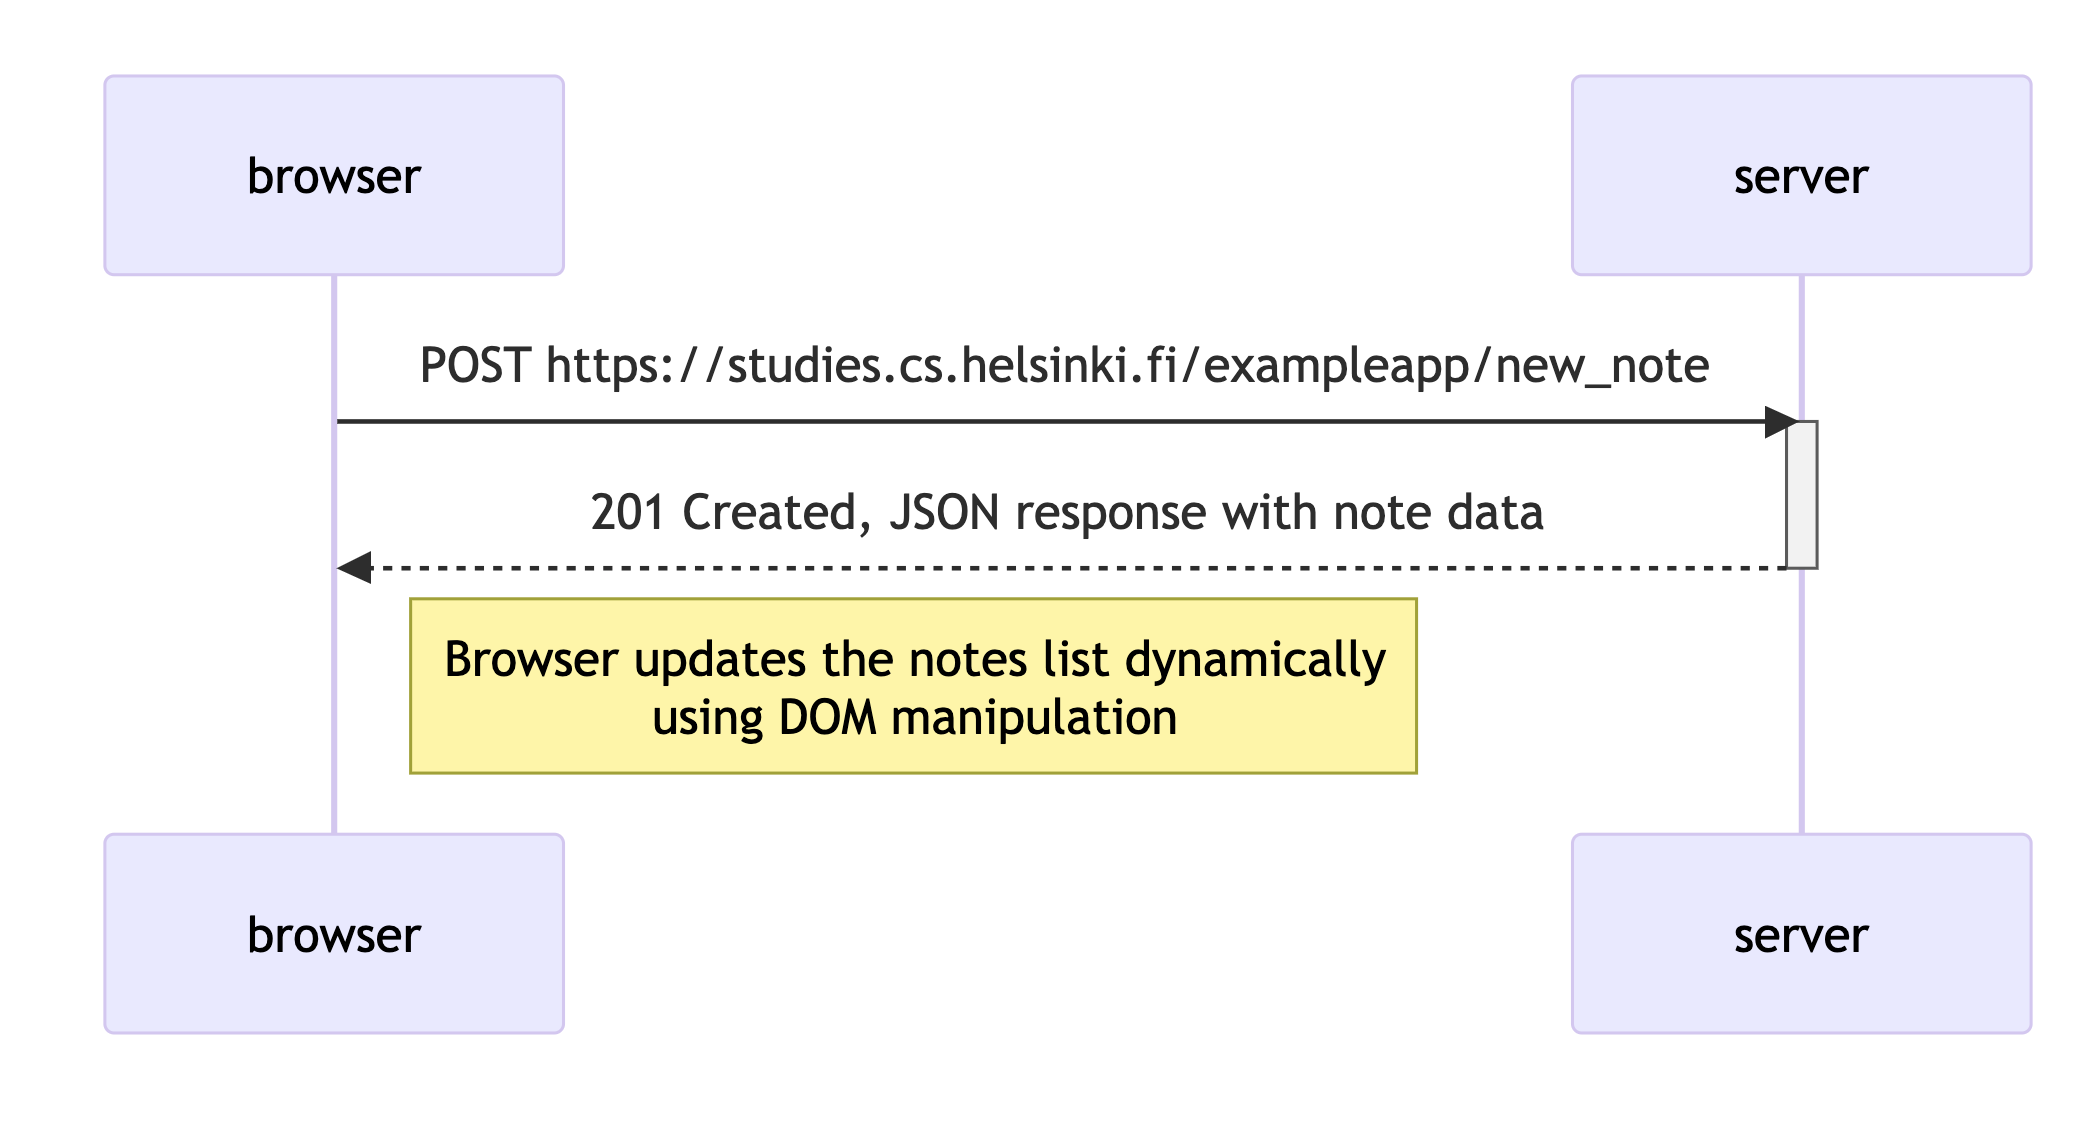 browser
server
POST https://studies.cs.helsinki.fi/exampleapp/new_note
201 Created, JSON response with note data
Browser updates the notes list dynamically
using DOM manipulation
browser
server